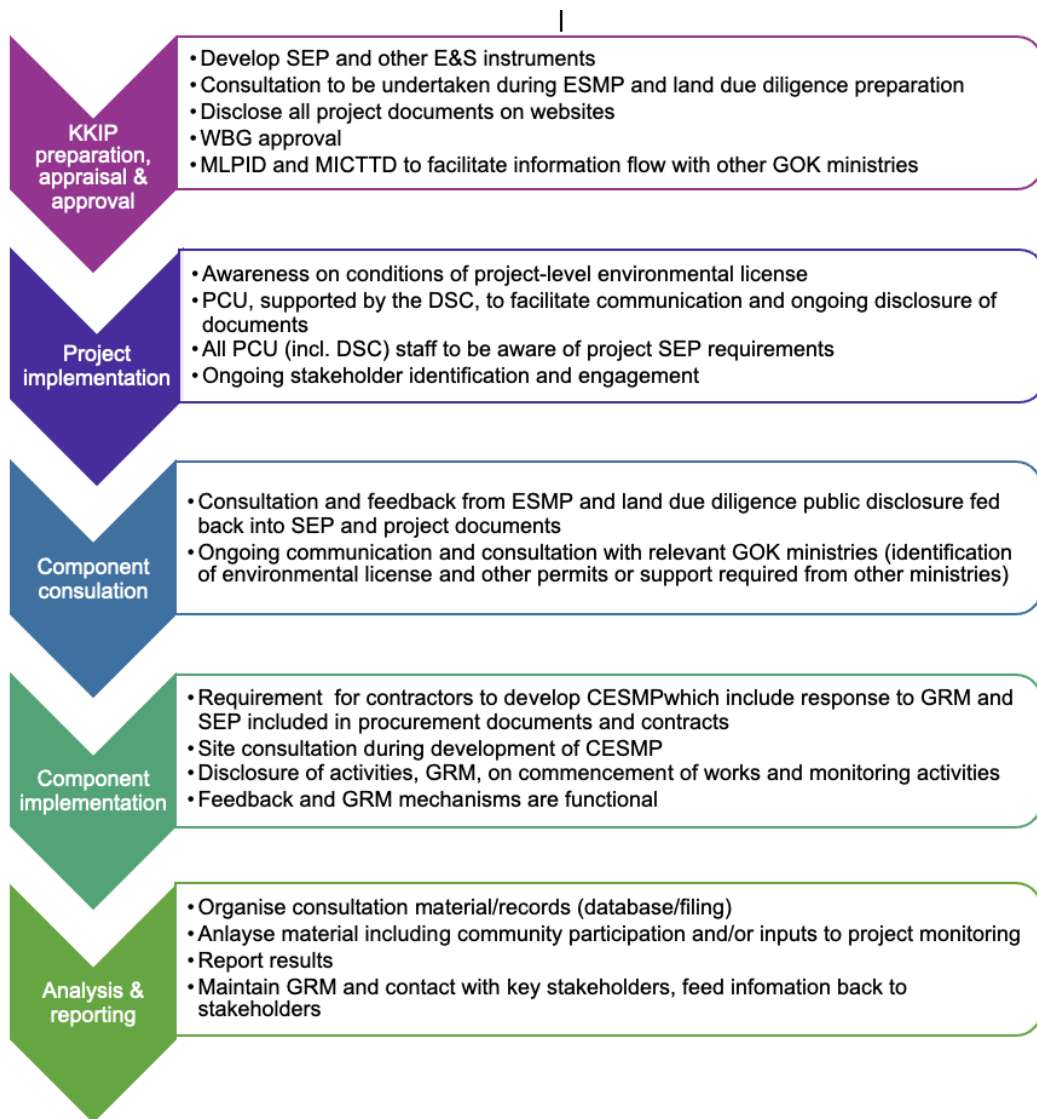 KKIP
preparation,
appraisal &
approval
• Develop SEP and other E&S instruments
• Consultation to be undertaken during ESMP and land due diligence preparation
• Disclose all project documents on websites
• WBG approval
• MLPID and MICTTD to facilitate information flow with other GOK ministries
Project
implementation
• Awareness on conditions of project-level environmental license
• PCU, supported by the DSC, to facilitate communication and ongoing disclosure of
documents
• All PCU (incl. DSC) staff to be aware of project SEP requirements
• Ongoing stakeholder identification and engagement
Component
consulation
• Consultation and feedback from ESMP and land due diligence public disclosure fed
back into SEP and project documents
• Ongoing communication and consultation with relevant GOK ministries (identification
of environmental license and other permits or support required from other ministries)
Component
implementation
• Requirement  for contractors to develop CESMPwhich include response to GRM and
SEP included in procurement documents and contracts
• Site consultation during development of CESMP
• Disclosure of activities, GRM, on commencement of works and monitoring activities
• Feedback and GRM mechanisms are functional
Analysis &
reporting
• Organise consultation material/records (database/filing)
• Anlayse material including community participation and/or inputs to project monitoring
• Report results
• Maintain GRM and contact with key stakeholders, feed infomation back to
stakeholders